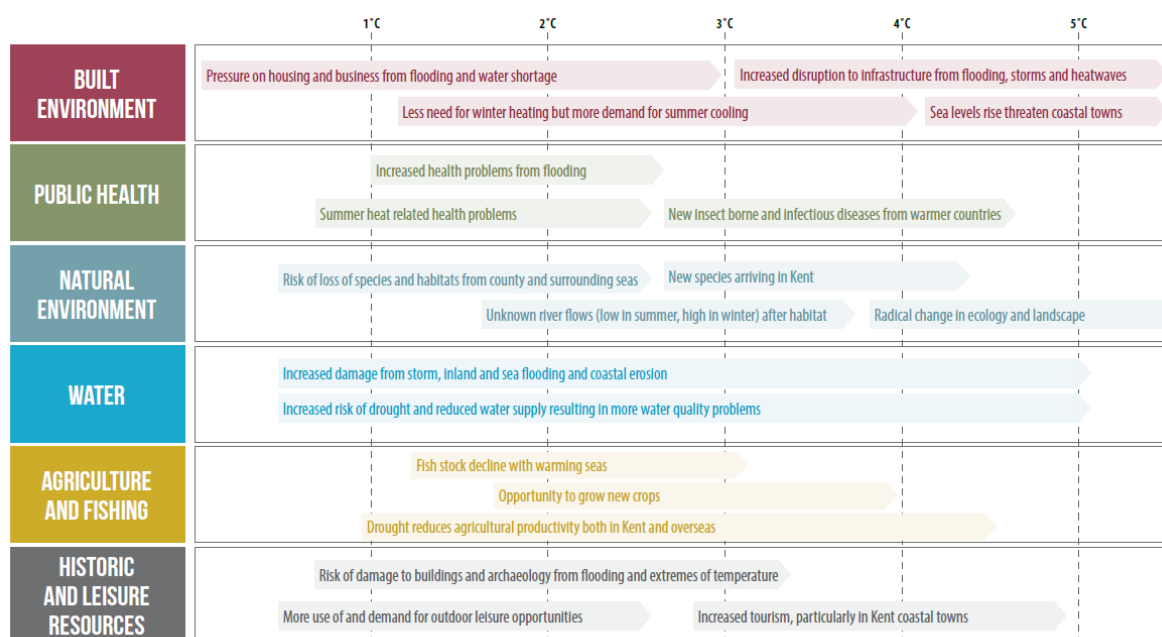 1°C 2°C 3°C 4°C 5°C
BUILT
ENVIRONMENT
Pressure on housing and business from flooding and water shortage
Increased disruption to infrastructure from flooding, storms and heatwaves
Less need for winter heating but more demand for summer cooling
Sea levels rise threaten coastal towns
PUBLIC HEALTH
Increased health problems from flooding
Summer heat related health problems
New insect borne and infectious diseases from warmer countries
NATURAL
ENVIRONMENT
Risk of loss of species and habitats from county and surrounding seas
New species arriving in Kent
Unknown river flows (low in summer, high in winter) after habitat
Radical change in ecology and landscape
WATER
Increased damage from storm, inland and sea flooding and coastal erosion
Increased risk of drought and reduced water supply resulting in more water quality problems
AGRICULTURE
AND FISHING
Fish stock decline with warming seas
Opportunity to grow new crops
Drought reduces agricultural productivity both in Kent and overseas
HISTORIC
AND LEISURE
RESOURCES
Risk of damage to buildings and archaeology from flooding and extremes of temperature
More use of and demand for outdoor leisure opportunities
Increased tourism, particularly in Kent coastal towns